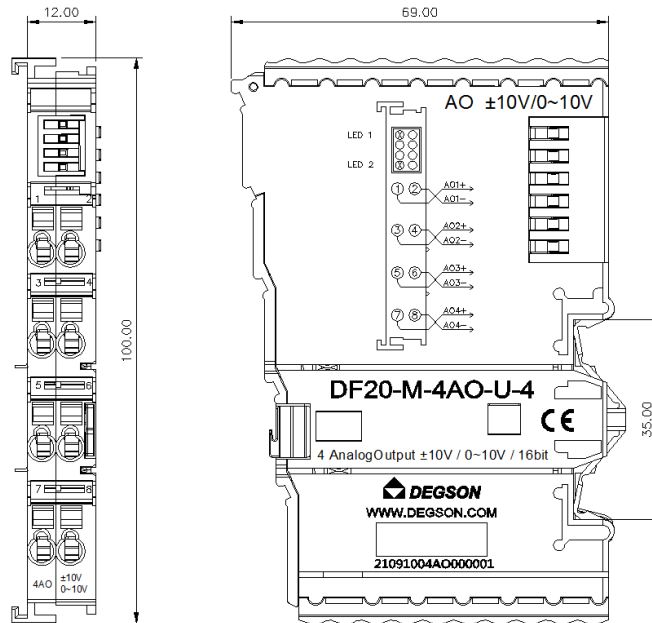 12.00
69.00
100.00
35.00
1 2
3 4
5 6
7 8
4AO ±10V
0~10V
AO ±10V/0~10V
LED 1
LED 2
1 2 AO1+
AO1-
3 4 AO2+
AO2-
5 6 AO3+
AO3-
7 8 AO4+
AO4-
DF20-M-4AO-U-4
CE
4 AnalogOutput ±10V / 0~10V / 16bit
DEGSON
WWW.DEGSON.COM
21091004AO000001